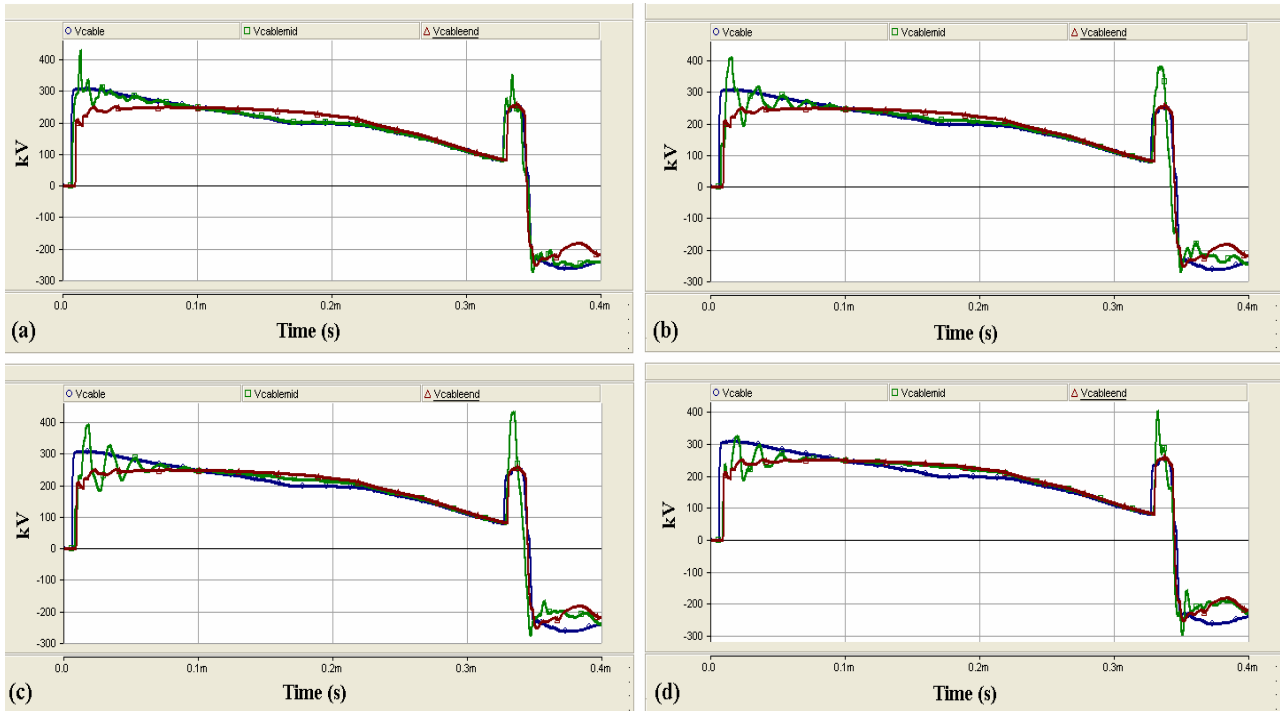 Vcable Vcablemid Vcableend
400
300
200
100
0
-100
-200
-300
kV
0.0 0.1m 0.2m 0.3m 0.4m
(a) Time (s)
Vcable Vcablemid Vcableend
400
300
200
100
0
-100
-200
-300
kV
0.0 0.1m 0.2m 0.3m 0.4m
(b) Time (s)
Vcable Vcablemid Vcableend
400
300
200
100
0
-100
-200
-300
kV
0.0 0.1m 0.2m 0.3m 0.4m
(c) Time (s)
Vcable Vcablemid Vcableend
400
300
200
100
0
-100
-200
-300
kV
0.0 0.1m 0.2m 0.3m 0.4m
(d) Time (s)